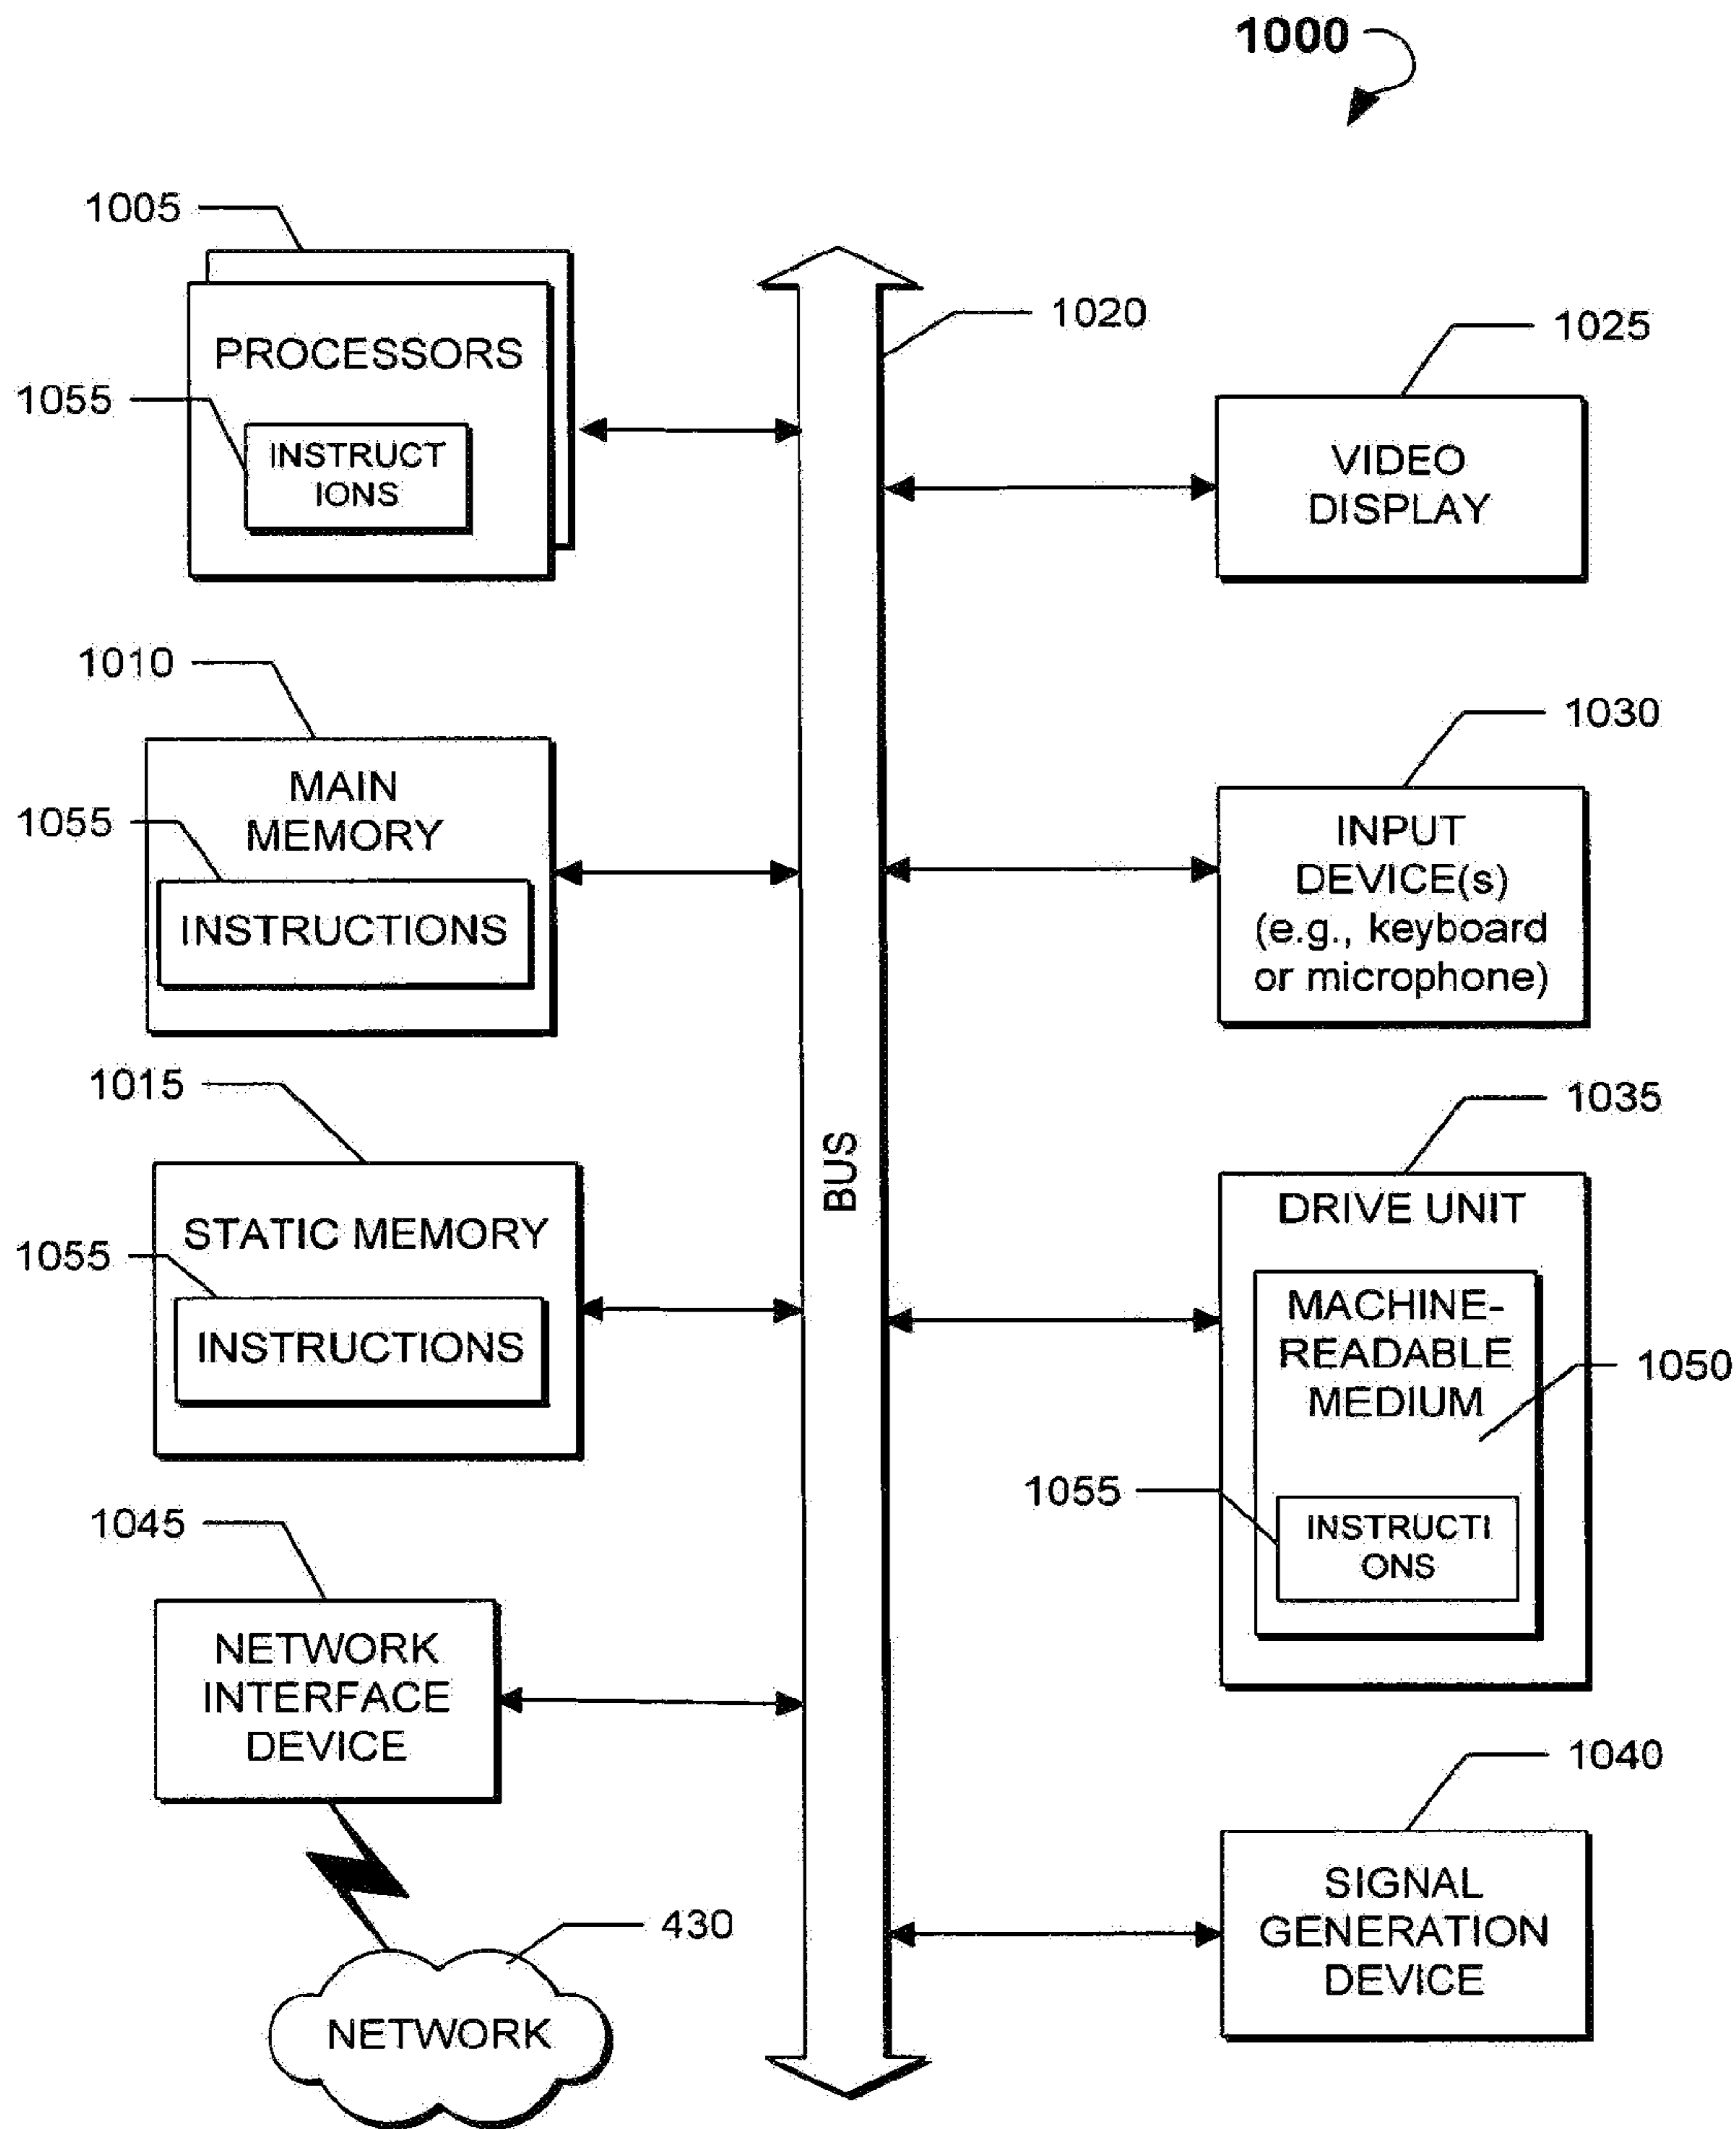 1000
1005
PROCESSORS
1055
INSTRUCT
IONS
1010
MAIN
MEMORY
1055
INSTRUCTIONS
1015
STATIC MEMORY
1055
INSTRUCTIONS
1045
NETWORK
INTERFACE
DEVICE
430
NETWORK
BUS
1020
1025
VIDEO
DISPLAY
1030
INPUT
DEVICE(s)
(e.g., keyboard
or microphone)
1035
DRIVE UNIT
MACHINE-
READABLE
MEDIUM
1050
1055
INSTRUCTI
ONS
1040
SIGNAL
GENERATION
DEVICE